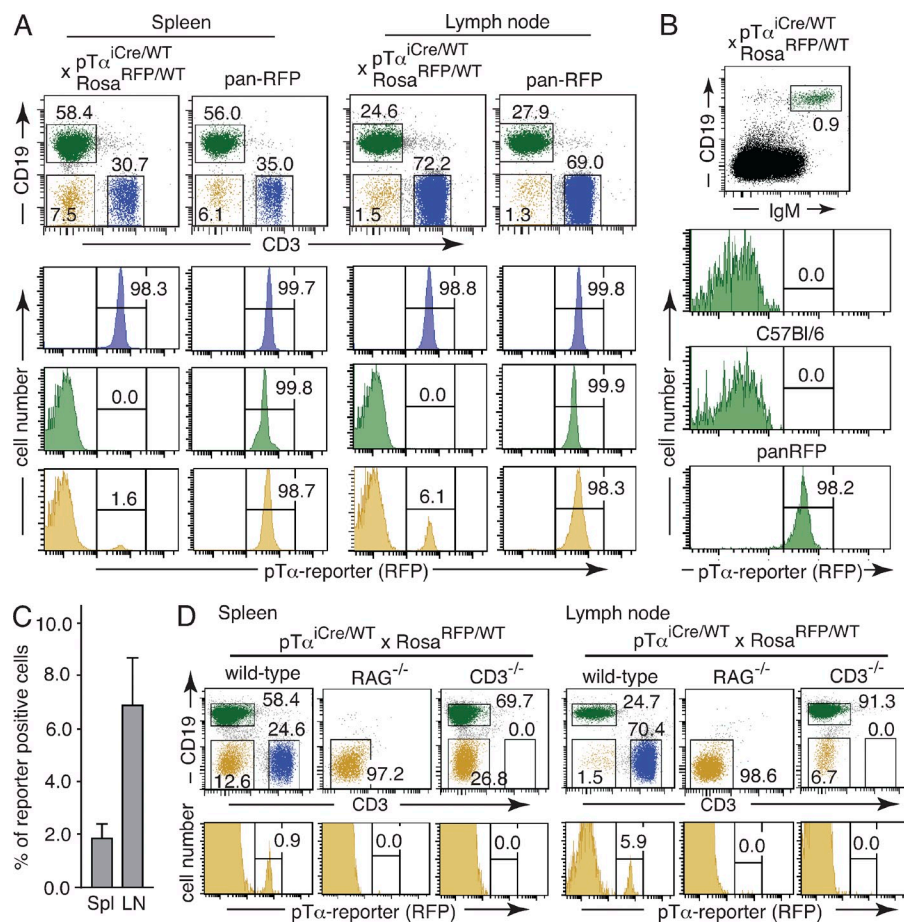 A
Spleen
Lymph node
x pTα^iCre/WT
Rosa^RFP/WT
pan-RFP
x pTα^iCre/WT
Rosa^RFP/WT
pan-RFP
58.4
56.0
24.6
27.9
30.7
35.0
72.2
69.0
7.5
6.1
1.5
1.3
CD19
CD3
98.3
99.7
98.8
99.8
0.0
99.8
0.0
99.9
1.6
98.7
6.1
98.3
cell number
pTα-reporter (RFP)
B
x pTα^iCre/WT
Rosa^RFP/WT
0.9
CD19
IgM
0.0
C57Bl/6
0.0
panRFP
98.2
cell number
pTα-reporter (RFP)
C
10.0
8.0
6.0
4.0
2.0
0.0
% of reporter positive cells
Spl LN
D
Spleen
Lymph node
pTα^iCre/WT x Rosa^RFP/WT
pTα^iCre/WT x Rosa^RFP/WT
wild-type
RAG^-/-
CD3^-/-
wild-type
RAG^-/-
CD3^-/-
58.4
69.7
24.7
91.3
24.6
0.0
70.4
0.0
12.6
97.2
26.8
1.5
98.6
6.7
CD19
CD3
CD3
0.9
0.0
0.0
5.9
0.0
0.0
cell number
pTα-reporter (RFP)
pTα-reporter (RFP)